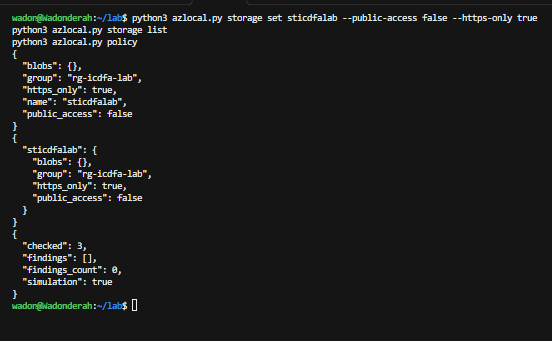 wador@Wadonderah:~/lab$ python3 azlocal.py storage set sticdfalab --public-access false --https-only true
python3 azlocal.py storage list
python3 azlocal.py policy
{
  "blobs": {},
  "group": "rg-icdfa-lab",
  "https_only": true,
  "name": "sticdfalab",
  "public_access": false
}
{
  "sticdfalab": {
    "blobs": {},
    "group": "rg-icdfa-lab",
    "https_only": true,
    "public_access": false
  }
}
{
  "checked": 3,
  "findings": [],
  "findings_count": 0,
  "simulation": true
}
wador@Wadonderah:~/lab$